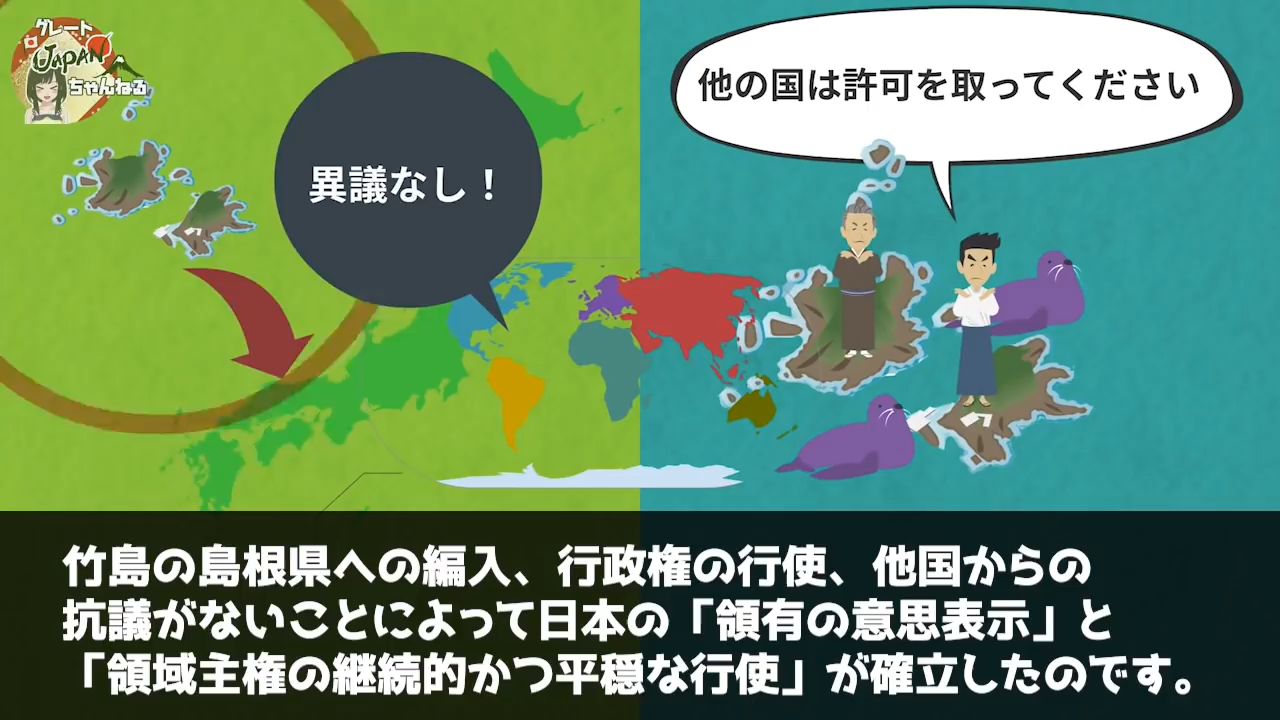 グレート
JAPAN
ちゃんねる
異議なし！
他の国は許可を取ってください
竹島の島根県への編入、行政権の行使、他国からの
抗議がないことによって日本の「領有の意思表示」と
「領域主権の継続的かつ平穏な行使」が確立したのです。